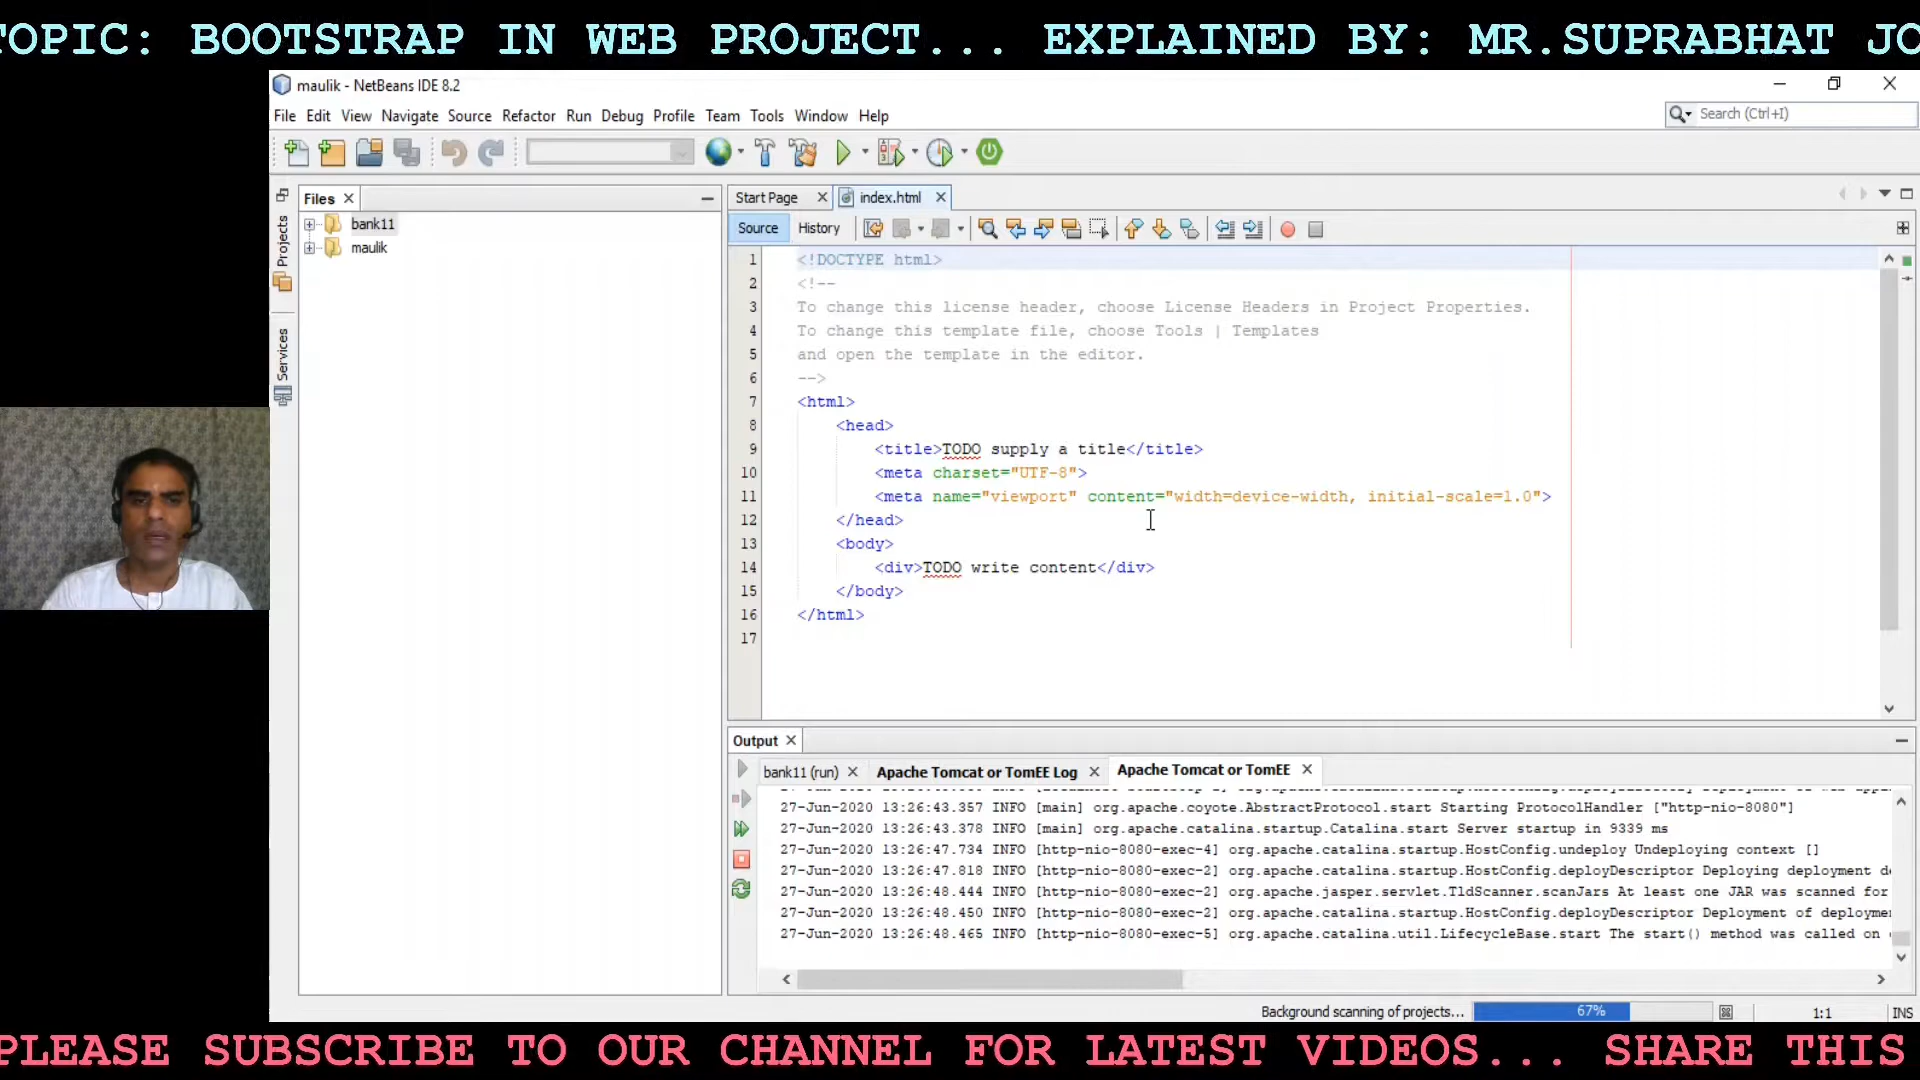 TOPIC: BOOTSTRAP IN WEB PROJECT... EXPLAINED BY: MR.SUPRABHAT JO
maulik - NetBeans IDE 8.2
File Edit View Navigate Source Refactor Run Debug Profile Team Tools Window Help
Search (Ctrl+I)
Files
Start Page
index.html
Projects
Services
bank11
maulik
Source
History
1 <!DOCTYPE html>
2 <!--
3 To change this license header, choose License Headers in Project Properties.
4 To change this template file, choose Tools | Templates
5 and open the template in the editor.
6 -->
7 <html>
8 <head>
9 <title>TODO supply a title</title>
10 <meta charset="UTF-8">
11 <meta name="viewport" content="width=device-width, initial-scale=1.0">
12 </head>
13 <body>
14 <div>TODO write content</div>
15 </body>
16 </html>
17
Output
bank11 (run)
Apache Tomcat or TomEE Log
Apache Tomcat or TomEE
27-Jun-2020 13:26:43.357 INFO [main] org.apache.coyote.AbstractProtocol.start Starting ProtocolHandler ["http-nio-8080"]
27-Jun-2020 13:26:43.378 INFO [main] org.apache.catalina.startup.Catalina.start Server startup in 9339 ms
27-Jun-2020 13:26:47.734 INFO [http-nio-8080-exec-4] org.apache.catalina.startup.HostConfig.undeploy Undeploying context []
27-Jun-2020 13:26:47.818 INFO [http-nio-8080-exec-2] org.apache.catalina.startup.HostConfig.deployDescriptor Deploying deployment de
27-Jun-2020 13:26:48.444 INFO [http-nio-8080-exec-2] org.apache.jasper.servlet.TldScanner.scanJars At least one JAR was scanned for
27-Jun-2020 13:26:48.450 INFO [http-nio-8080-exec-2] org.apache.catalina.startup.HostConfig.deployDescriptor Deployment of deploymen
27-Jun-2020 13:26:48.465 INFO [http-nio-8080-exec-5] org.apache.catalina.util.LifecycleBase.start The start() method was called on
Background scanning of projects... 67% 1:1 INS
PLEASE SUBSCRIBE TO OUR CHANNEL FOR LATEST VIDEOS... SHARE THIS